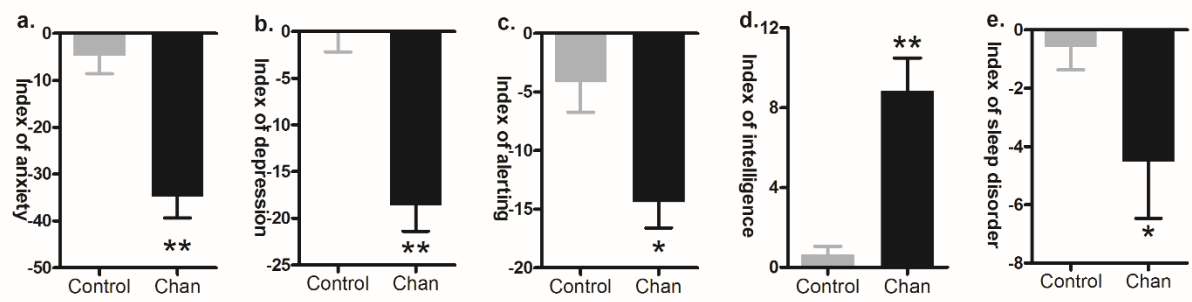 a.
Index of anxiety
0
-10
-20
-30
-40
-50
**
Control Chan
b.
Index of depression
0
-5
-10
-15
-20
-25
**
Control Chan
c.
Index of alerting
0
-5
-10
-15
-20
*
Control Chan
d.
Index of intelligence
12
8
4
0
**
Control Chan
e.
Index of sleep disorder
0
-2
-4
-6
-8
*
Control Chan